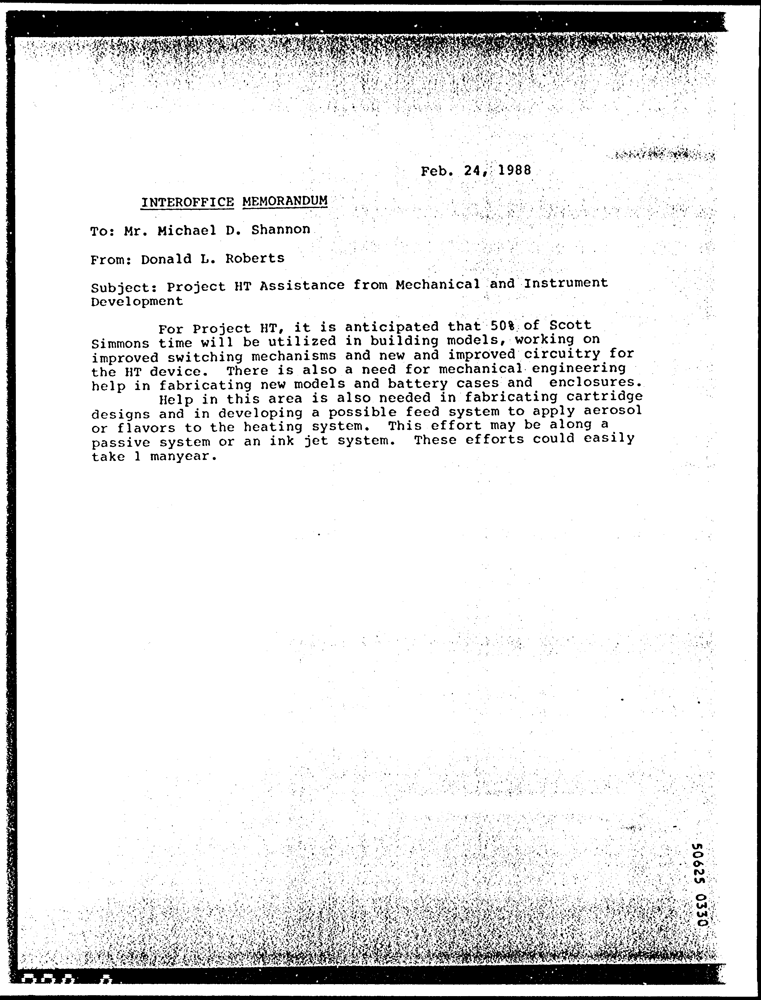 Feb. 24, 1988
INTEROFFICE MEMORANDUM
To: Mr. Michael D. Shannon
From: Donald L. Roberts
Subject: Project HT Assistance from Mechanical and Instrument
Development
For Project HT, it is anticipated that 50% of Scott
Simmons time will be utilized in building models, working on
improved switching mechanisms and new and improved circuitry for
the HT device. There is also a need for mechanical engineering
help in fabricating new models and battery cases and enclosures.
Help in this area is also needed in fabricating cartridge
designs and in developing a possible feed system to apply aerosol
or flavors to the heating system. This effort may be along a
passive system or an ink jet system. These efforts could easily
take 1 manyear.
50625 0330